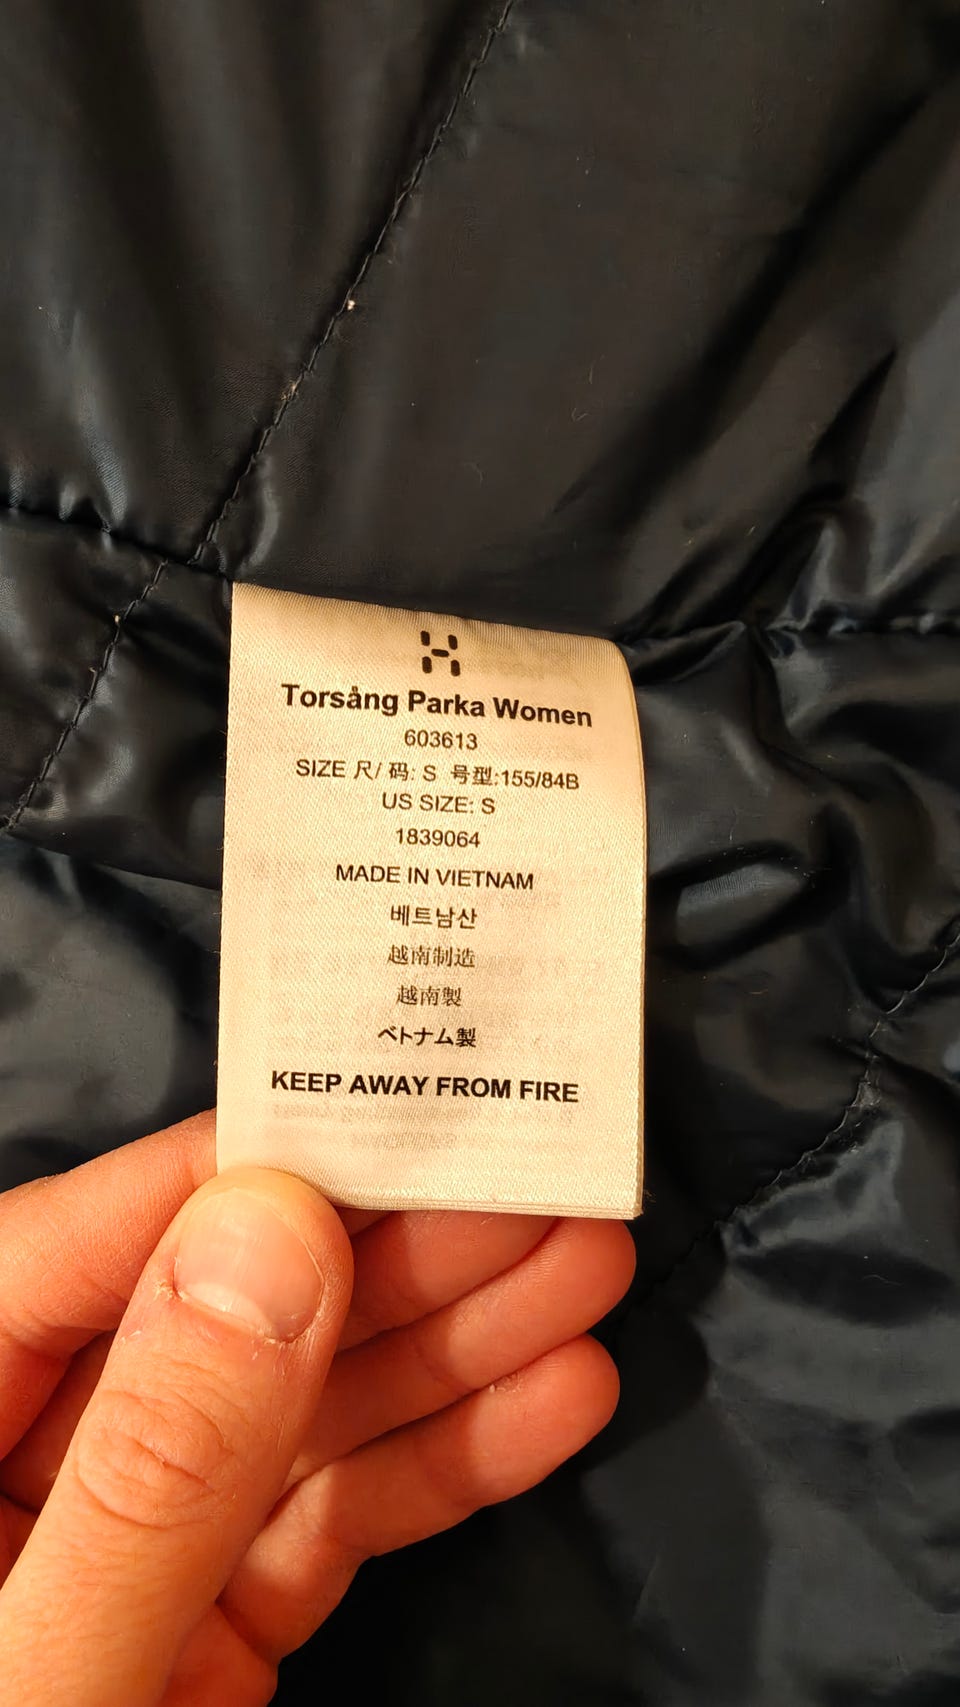 Torsång Parka Women
603613
SIZE 尺/ 码: S 号型:155/84B
US SIZE: S
1839064
MADE IN VIETNAM
베트남산
越南制造
越南製
ベトナム製
KEEP AWAY FROM FIRE